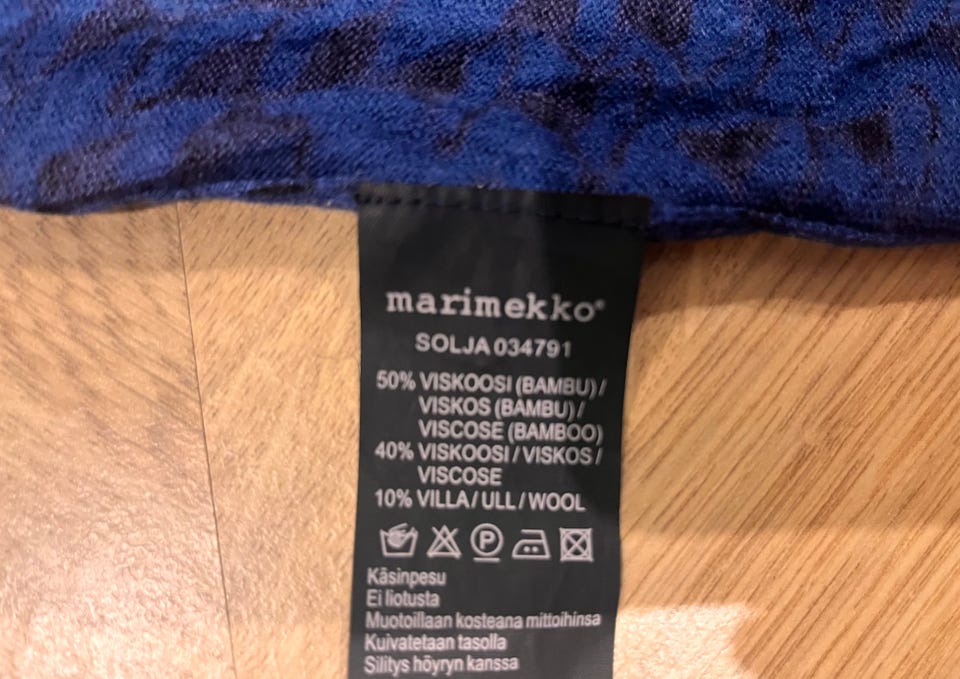 marimekko®
SOLJA 034791
50% VISKOOSI (BAMBU) /
VISKOS (BAMBU) /
VISCOSE (BAMBOO)
40% VISKOOSI / VISKOS /
VISCOSE
10% VILLA / ULL / WOOL
P
Käsinpesu
Ei liotusta
Muotoillaan kosteana mittoihinsa
Kuivatetaan tasolla
Silitys höyryn kanssa